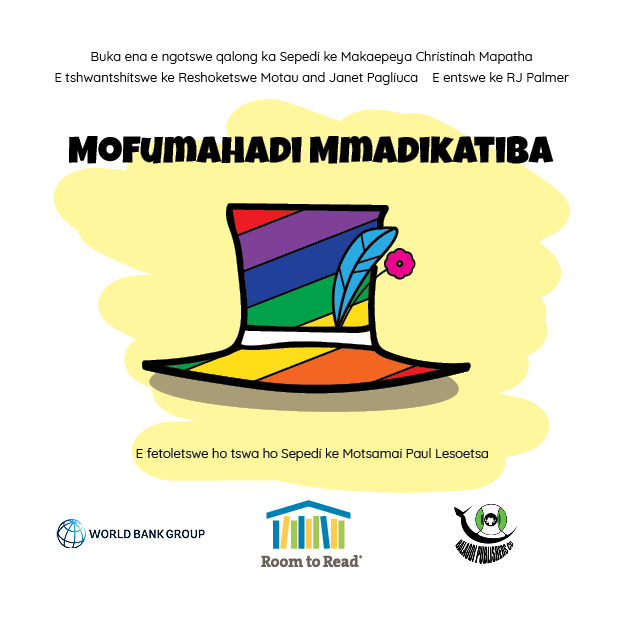 Buka ena e ngotswe qalong ka Sepedi ke Makaepeya Christinah Mapatha
E tshwantshitswe ke Reshoketswe Motau and Janet Pagliuca E entswe ke RJ Palmer
Mofumahadi Mmadikatiba
E fetoletswe ho tswa ho Sepedi ke Motsamai Paul Lesoetsa
WORLD BANK GROUP
Room to Read
PUBLISHERS